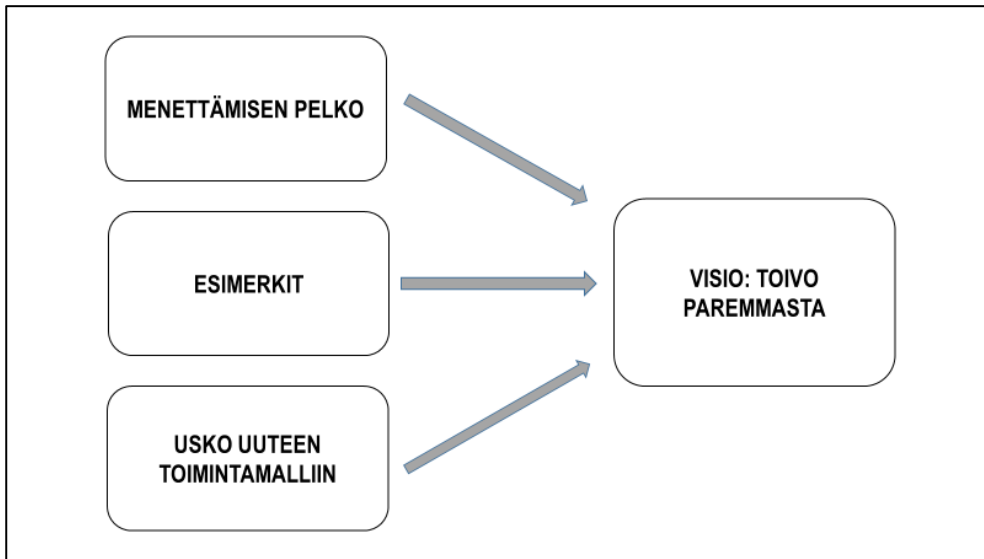 MENETTÄMISEN PELKO
ESIMERKIT
USKO UUTEEN
TOIMINTAMALLIIN
VISIO: TOIVO
PAREMMASTA